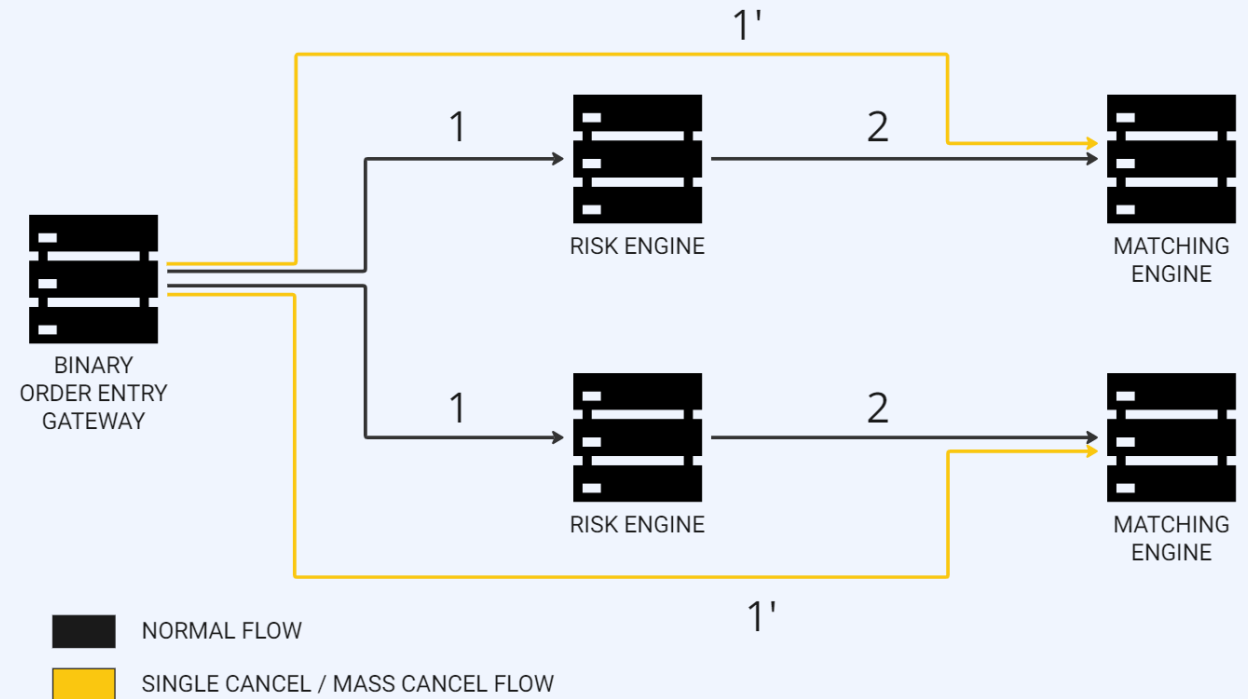 1'
1
2
RISK ENGINE
MATCHING
ENGINE
BINARY
ORDER ENTRY
GATEWAY
1
2
RISK ENGINE
MATCHING
ENGINE
1'
NORMAL FLOW
SINGLE CANCEL / MASS CANCEL FLOW